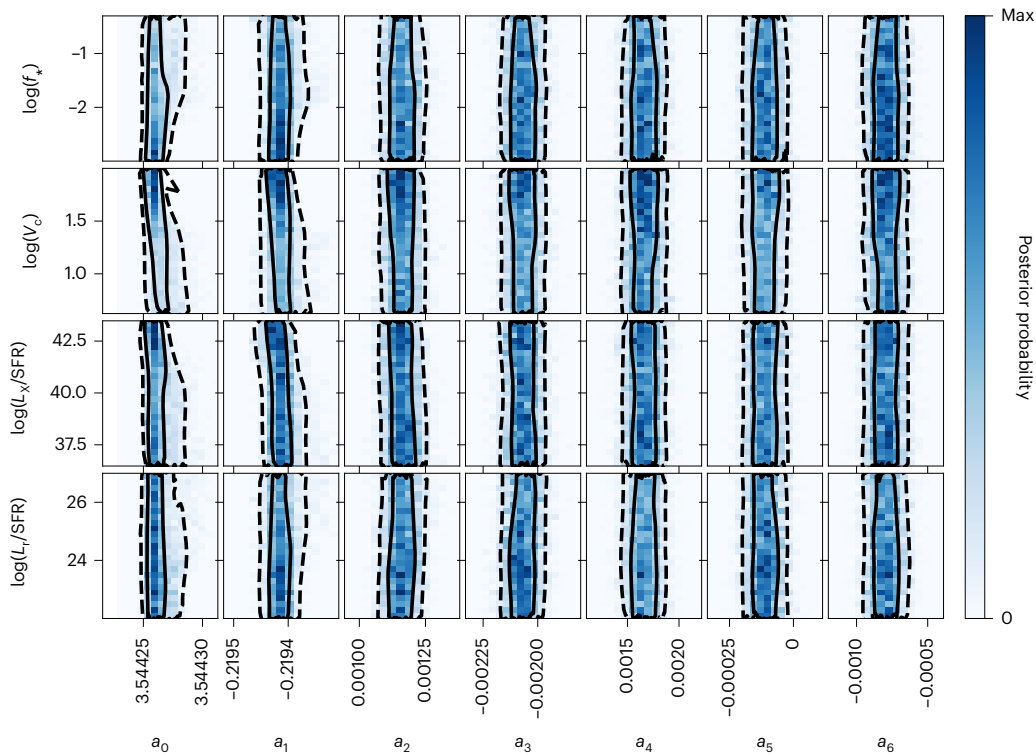 Max
log(f⁎)
−1
−2
log(Vc)
1.5
1.0
log(LX/SFR)
42.5
40.0
37.5
log(Lr/SFR)
26
24
Posterior probability
0
3.54425
3.54430
−0.2195
−0.2194
0.00100
0.00125
−0.00225
−0.00200
0.0015
0.0020
−0.00025
0
−0.0010
−0.0005
a0
a1
a2
a3
a4
a5
a6